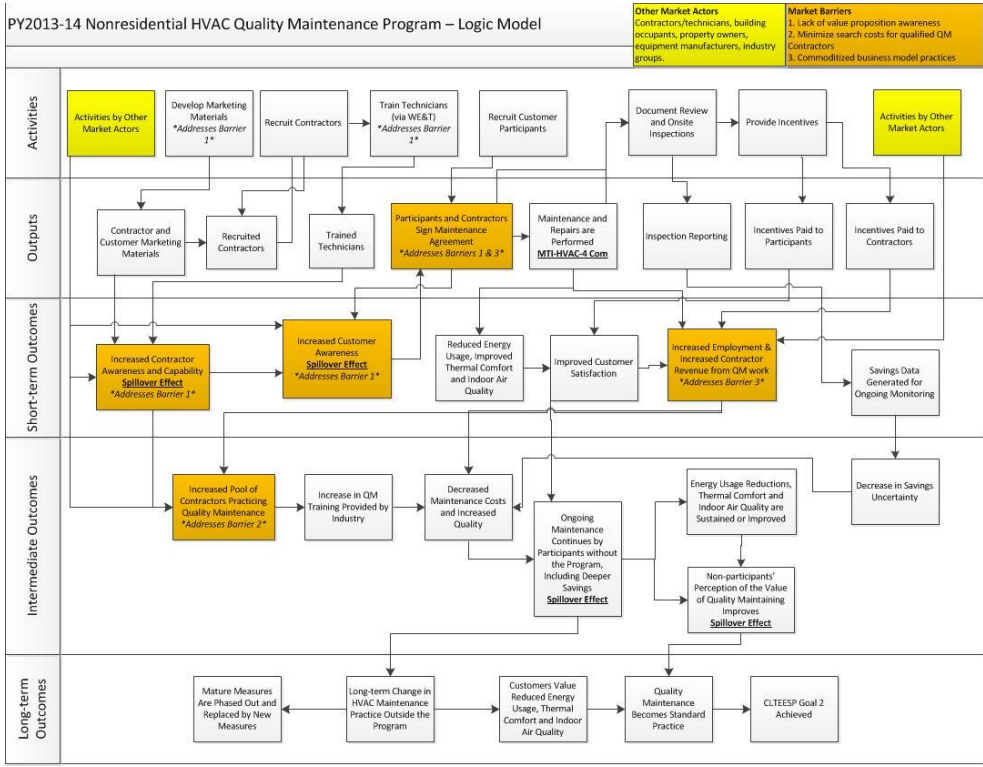 PY2013-14 Nonresidential HVAC Quality Maintenance Program – Logic Model
Other Market Actors
Contractors/technicians, building
occupants, property owners,
equipment manufacturers, industry
groups.
Market Barriers
1. Lack of value proposition awareness
2. Minimize search costs for qualified QM
Contractors
3. Commoditized business model practices
Activities
Activities by Other
Market Actors
Develop Marketing
Materials
*Addresses Barrier
1*
Recruit Contractors
Train Technicians
(via WE&T)
*Addresses Barrier
1*
Recruit Customer
Participants
Document Review
and Onsite
Inspections
Provide Incentives
Activities by Other
Market Actors
Outputs
Contractor and
Customer Marketing
Materials
Recruited
Contractors
Trained
Technicians
Participants and Contractors
Sign Maintenance
Agreement
*Addresses Barriers 1 & 3*
Maintenance and
Repairs are
Performed
MTI-HVAC-4 Com
Inspection Reporting
Incentives Paid to
Participants
Incentives Paid to
Contractors
Short-term Outcomes
Increased Contractor
Awareness and Capability
Spillover Effect
*Addresses Barrier 1*
Increased Customer
Awareness
Spillover Effect
*Addresses Barrier 1*
Reduced Energy
Usage, Improved
Thermal Comfort
and Indoor Air
Quality
Improved Customer
Satisfaction
Increased Employment &
Increased Contractor
Revenue from QM work
*Addresses Barrier 3*
Savings Data
Generated for
Ongoing Monitoring
Intermediate Outcomes
Increased Pool of
Contractors Practicing
Quality Maintenance
*Addresses Barrier 2*
Increase in QM
Training Provided by
Industry
Decreased
Maintenance Costs
and Increased
Quality
Ongoing
Maintenance
Continues by
Participants without
the Program,
Including Deeper
Savings
Spillover Effect
Energy Usage Reductions,
Thermal Comfort and
Indoor Air Quality are
Sustained or Improved
Decrease in Savings
Uncertainty
Non-participants'
Perception of the Value
of Quality Maintaining
Improves
Spillover Effect
Long-term
Outcomes
Mature Measures
Are Phased Out and
Replaced by New
Measures
Long-term Change in
HVAC Maintenance
Practice Outside the
Program
Customers Value
Reduced Energy
Usage, Thermal
Comfort and Indoor
Air Quality
Quality
Maintenance
Becomes Standard
Practice
CLTEESP Goal 2
Achieved